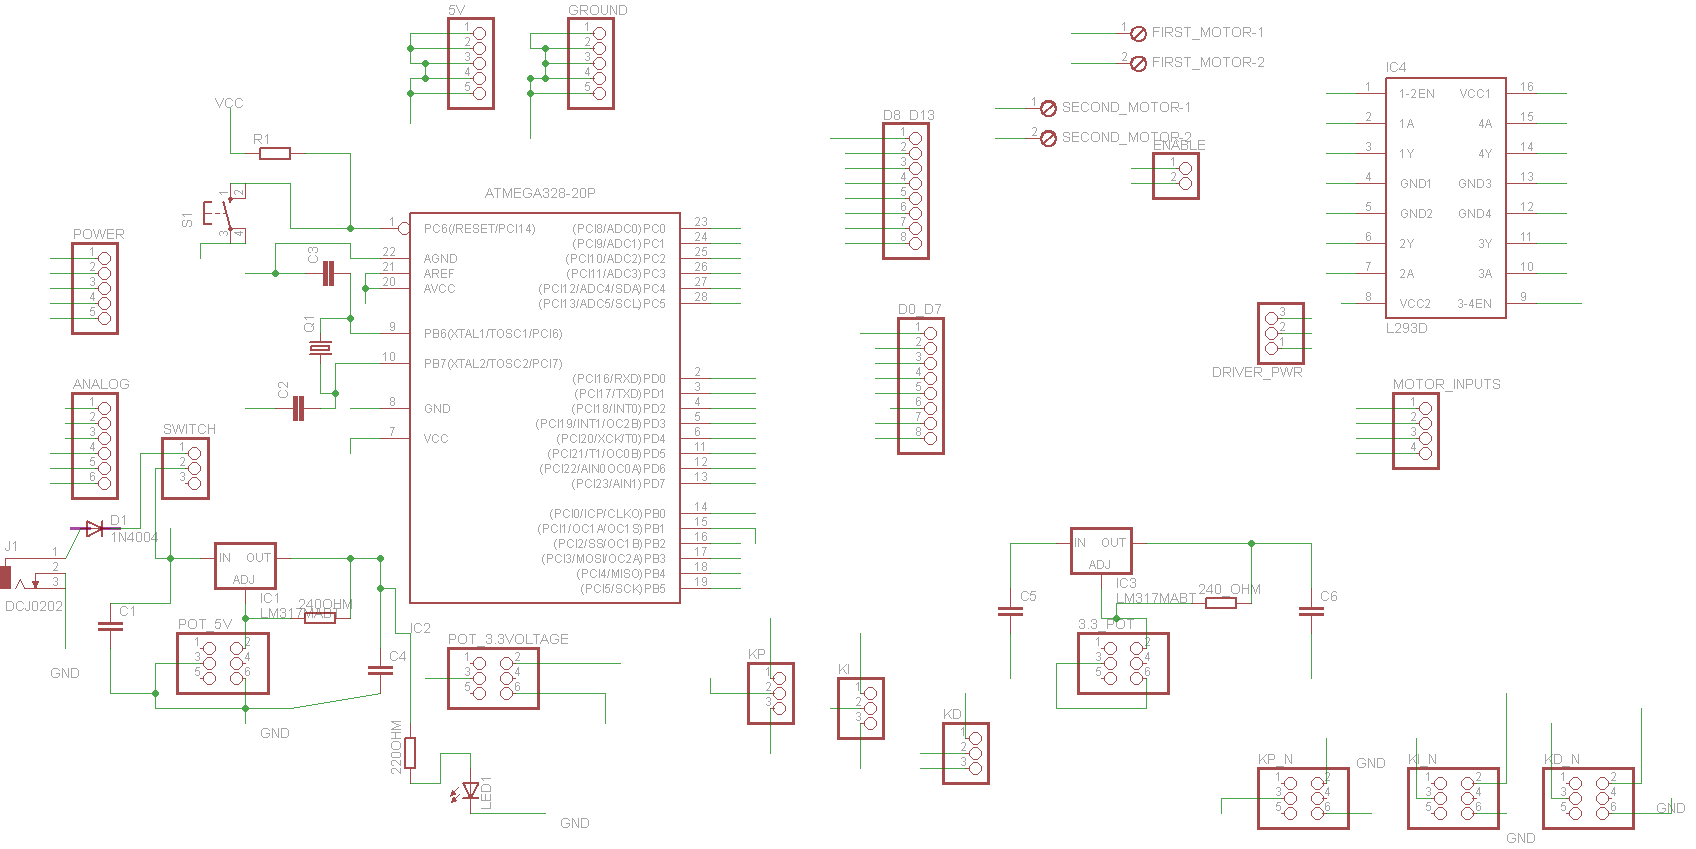 5V
1
2
3
4
5
GROUND
1
2
3
4
5
1 FIRST_MOTOR-1
2 FIRST_MOTOR-2
1 SECOND_MOTOR-1
2 SECOND_MOTOR-2
ENABLE
1
2
IC4
1 1-2EN VCC1 16
2 1A 4A 15
3 1Y 4Y 14
4 GND1 GND3 13
5 GND2 GND4 12
6 2Y 3Y 11
7 2A 3A 10
8 VCC2 3-4EN 9
L293D
D8_D13
1
2
3
4
5
6
7
8
VCC
R1
S1
1
2
3
4
ATMEGA328-20P
1 PC6(/RESET/PCI14) (PCI8/ADC0)PC0 23
(PCI9/ADC1)PC1 24
22 AGND (PCI10/ADC2)PC2 25
21 AREF (PCI11/ADC3)PC3 26
20 AVCC (PCI12/ADC4/SDA)PC4 27
(PCI13/ADC5/SCL)PC5 28
9 PB6(XTAL1/TOSC1/PCI6)
10 PB7(XTAL2/TOSC2/PCI7)
(PCI16/RXD)PD0 2
(PCI17/TXD)PD1 3
8 GND (PCI18/INT0)PD2 4
(PCI19/INT1/OC2B)PD3 5
7 VCC (PCI20/XCK/T0)PD4 6
(PCI21/T1/OC0B)PD5 11
(PCI22/AIN0OC0A)PD6 12
(PCI23/AIN1)PD7 13
(PCI0/ICP/CLKO)PB0 14
(PCI1/OC1A/OC1S)PB1 15
(PCI2/SS/OC1B)PB2 16
(PCI3/MOSI/OC2A)PB3 17
(PCI4/MISO)PB4 18
(PCI5/SCK)PB5 19
C3
Q1
C2
POWER
1
2
3
4
5
ANALOG
1
2
3
4
5
6
SWITCH
1
2
3
D0_D7
1
2
3
4
5
6
7
8
3
2
1
DRIVER_PWR
MOTOR_INPUTS
1
2
3
4
D1
1N4004
J1
1
2
3
DCJ0202
GND
IN OUT
ADJ
IC1
LM317MABT
240OHM
C1
POT_5V
1 2
3 4
5 6
GND
C4
IC2
220OHM
LED1
GND
POT_3.3VOLTAGE
1 2
3 4
5 6
KP
1
2
3
KI
1
2
3
KD
1
2
3
IN OUT
ADJ
IC3
LM317MABT
240_OHM
C5
C6
3.3_POT
1 2
3 4
5 6
KP_N
1 2
3 4
5 6
GND
KI_N
1 2
3 4
5 6
GND
KD_N
1 2
3 4
5 6
GND